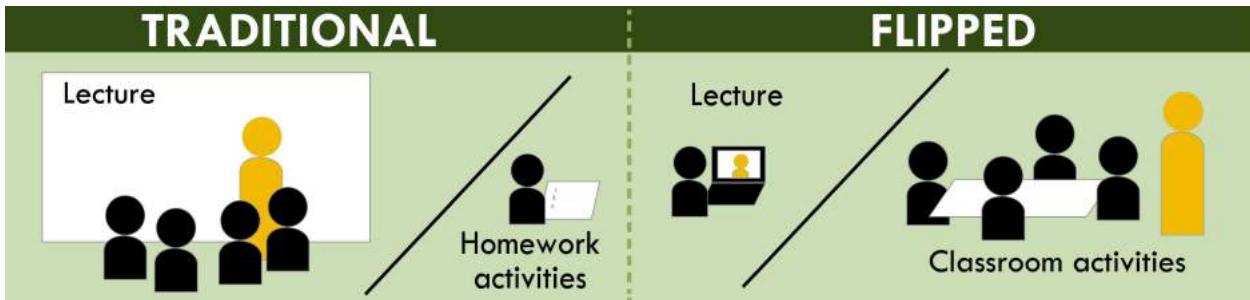 TRADITIONAL
Lecture
Homework
activities
FLIPPED
Lecture
Classroom activities